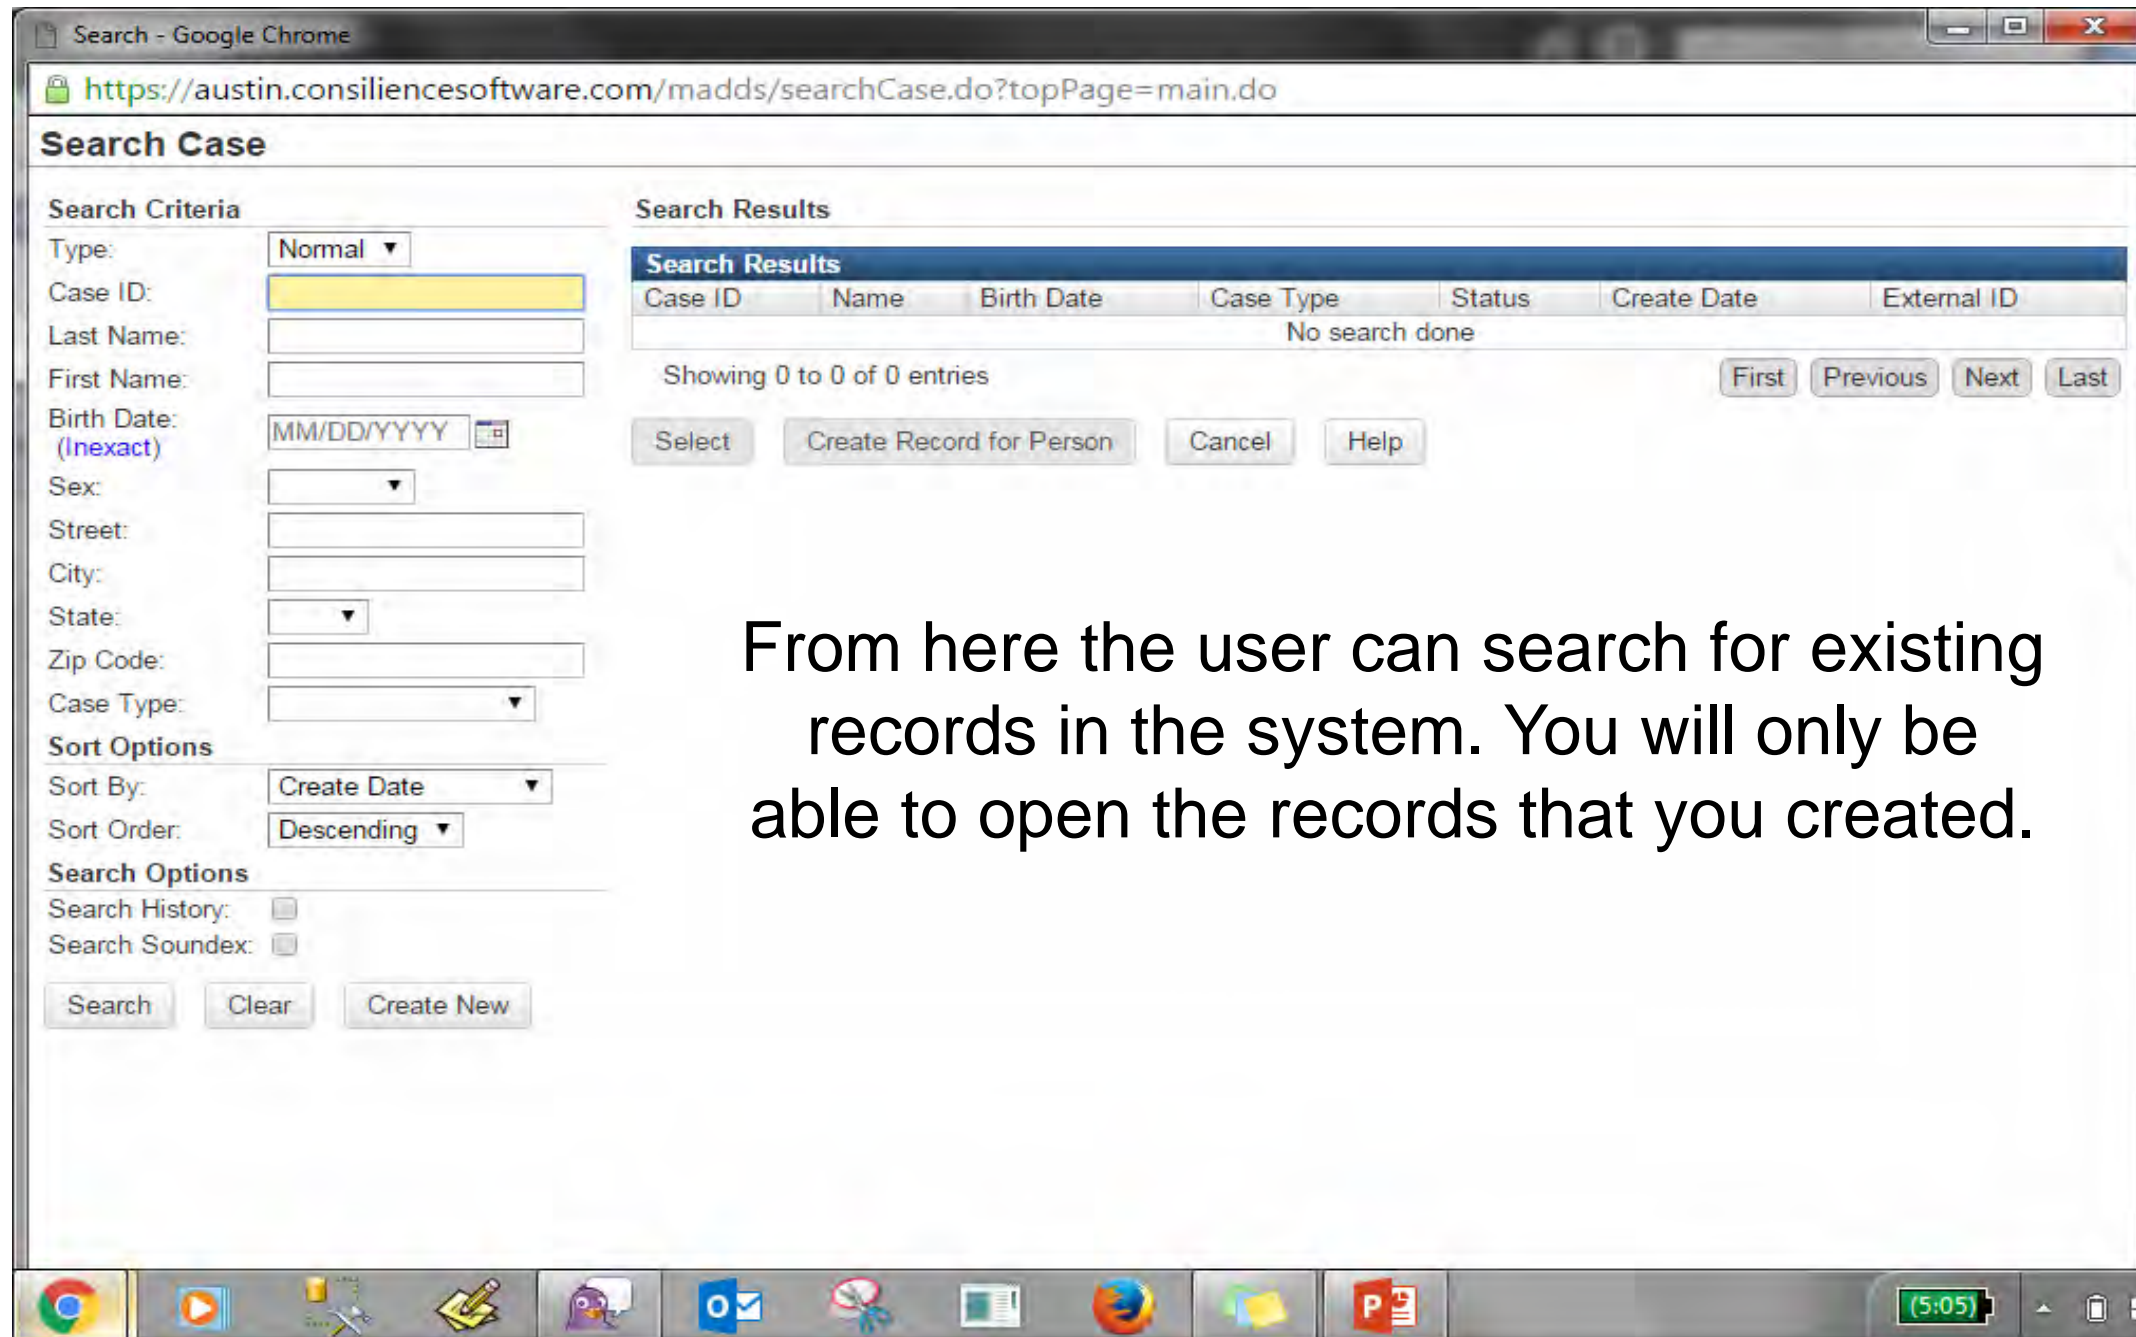 Search - Google Chrome
https://austin.consiliencesoftware.com/madds/searchCase.do?topPage=main.do
Search Case
Search Criteria
Type: Normal
Case ID:
Last Name:
First Name:
Birth Date: MM/DD/YYYY
(Inexact)
Sex:
Street:
City:
State:
Zip Code:
Case Type:
Sort Options
Sort By: Create Date
Sort Order: Descending
Search Options
Search History:
Search Soundex:
Search Clear Create New
Search Results
Search Results
Case ID Name Birth Date Case Type Status Create Date External ID
No search done
Showing 0 to 0 of 0 entries First Previous Next Last
Select Create Record for Person Cancel Help
From here the user can search for existing
records in the system. You will only be
able to open the records that you created.
(5:05)